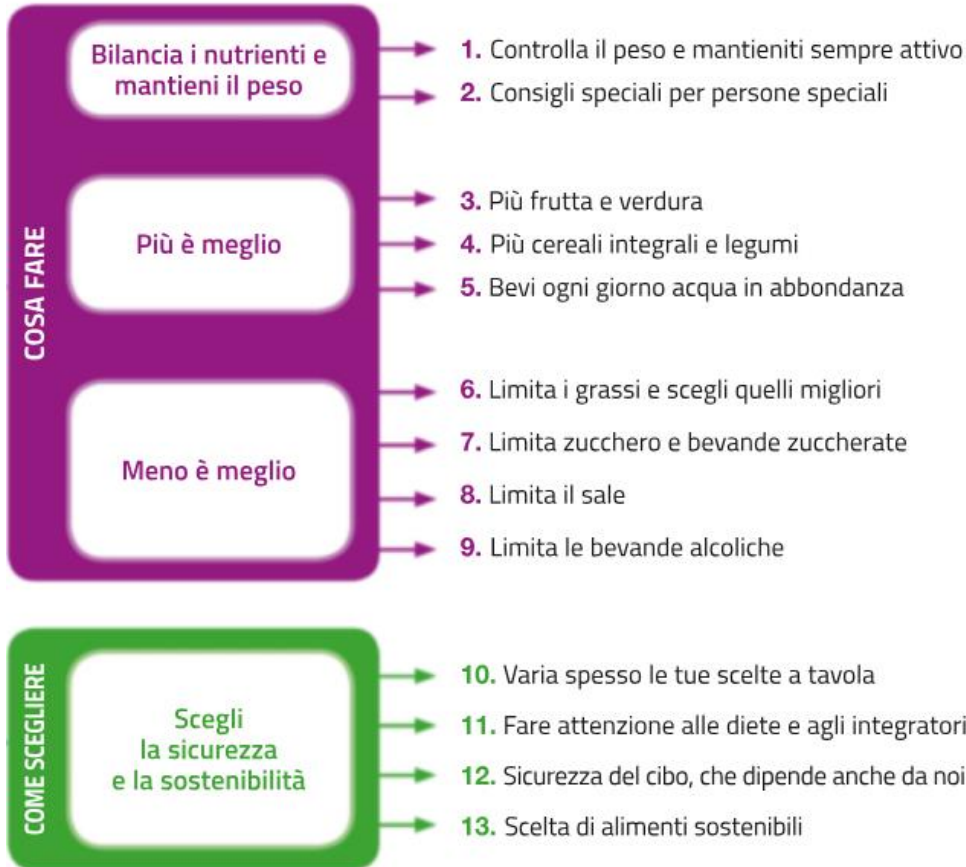 COSA FARE
Bilancia i nutrienti e
mantieni il peso
1. Controlla il peso e mantieniti sempre attivo
2. Consigli speciali per persone speciali
Più è meglio
3. Più frutta e verdura
4. Più cereali integrali e legumi
5. Bevi ogni giorno acqua in abbondanza
Meno è meglio
6. Limita i grassi e scegli quelli migliori
7. Limita zucchero e bevande zuccherate
8. Limita il sale
9. Limita le bevande alcoliche
COME SCEGLIERE
Scegli
la sicurezza
e la sostenibilità
10. Varia spesso le tue scelte a tavola
11. Fare attenzione alle diete e agli integratori
12. Sicurezza del cibo, che dipende anche da noi
13. Scelta di alimenti sostenibili